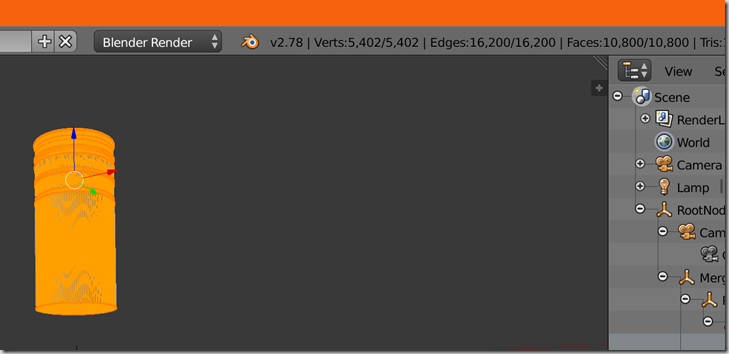 Blender Render
v2.78 | Verts:5,402/5,402 | Edges:16,200/16,200 | Faces:10,800/10,800 | Tris:
View
Scene
RenderL
World
Camera
Lamp
RootNod
Cam
Merg